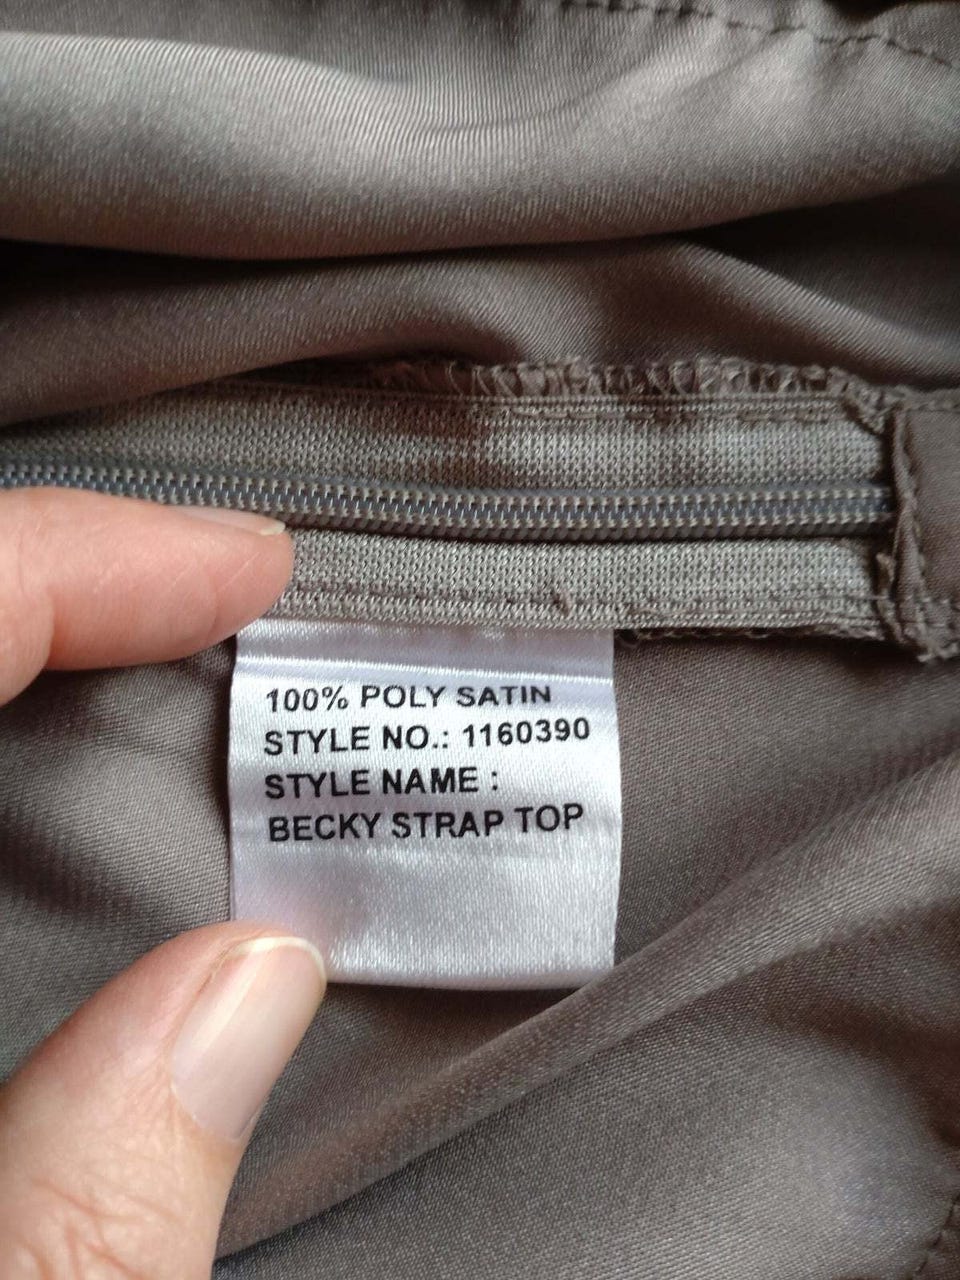 100% POLY SATIN
STYLE NO.: 1160390
STYLE NAME :
BECKY STRAP TOP